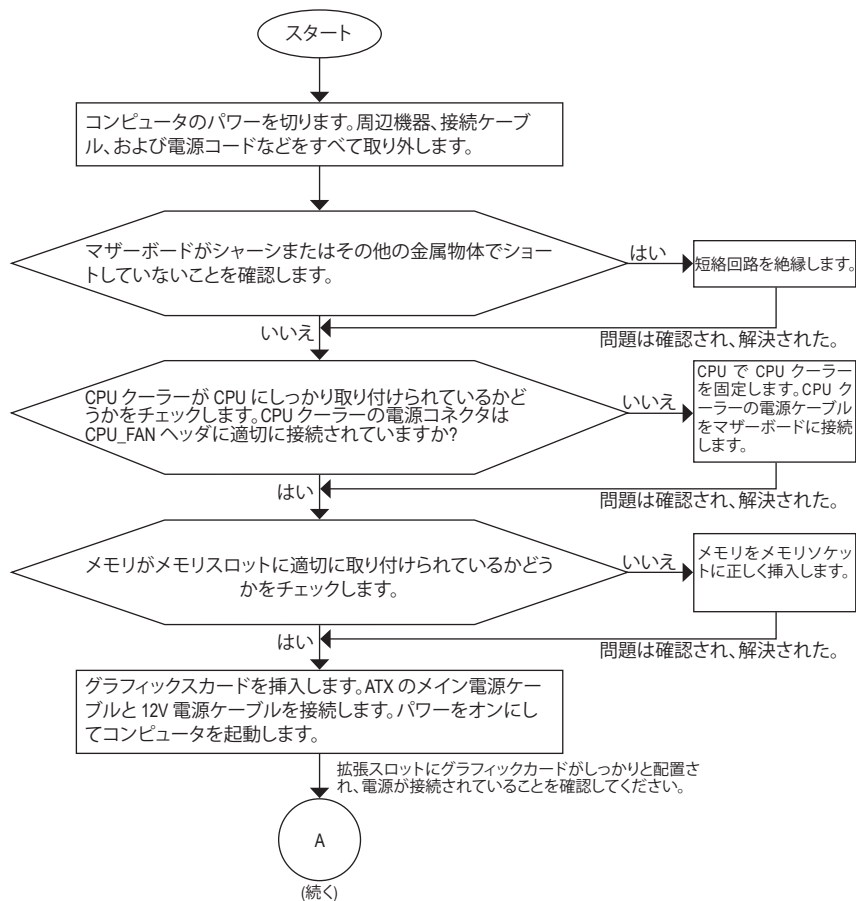 スタート
コンピュータのパワーを切ります。周辺機器、接続ケーブ
ル、および電源コードなどをすべて取り外します。
マザーボードがシャーシまたはその他の金属物体でショー
トしていないことを確認します。
はい
短絡回路を絶縁します。
いいえ
問題は確認され、解決された。
CPU クーラーが CPU にしっかり取り付けられているかど
うかをチェックします。CPU クーラーの電源コネクタは
CPU_FAN ヘッダに適切に接続されていますか?
いいえ
CPU で CPU クーラー
を固定します。CPU ク
ーラーの電源ケーブル
をマザーボードに接続
します。
はい
問題は確認され、解決された。
メモリがメモリスロットに適切に取り付けられているかどう
かをチェックします。
いいえ
メモリをメモリソケッ
トに正しく挿入します。
はい
問題は確認され、解決された。
グラフィックスカードを挿入します。ATX のメイン電源ケー
ブルと 12V 電源ケーブルを接続します。パワーをオンにし
てコンピュータを起動します。
拡張スロットにグラフィックカードがしっかりと配置さ
れ、電源が接続されていることを確認してください。
A
(続く)